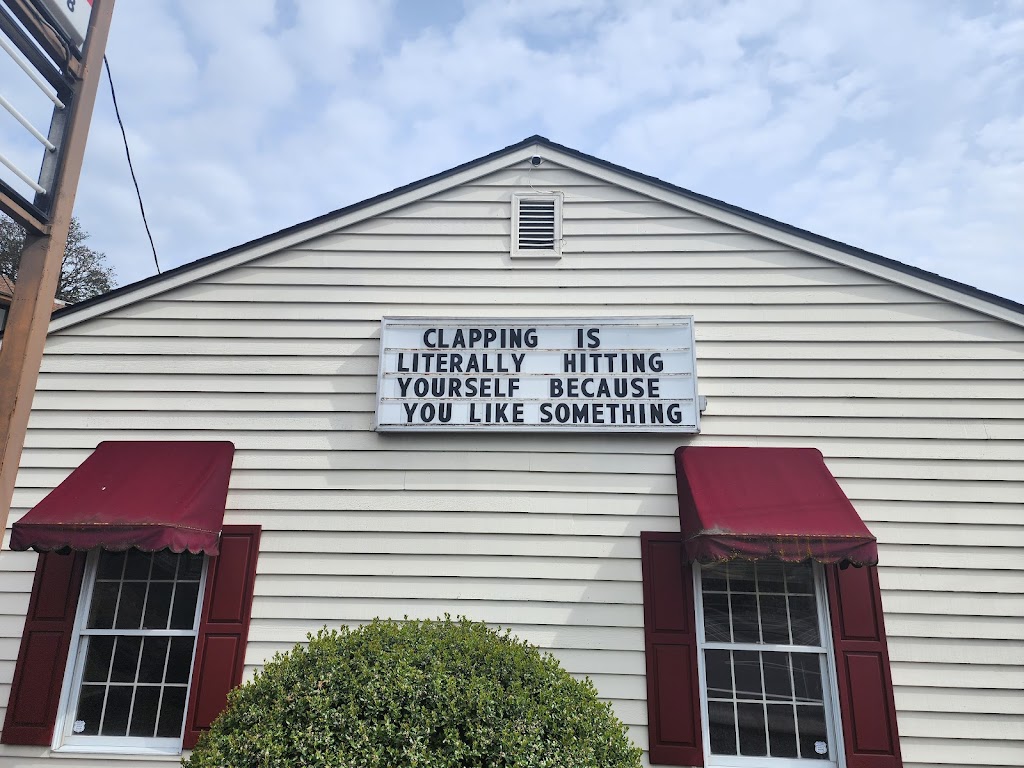 CLAPPING IS
LITERALLY HITTING
YOURSELF BECAUSE
YOU LIKE SOMETHING